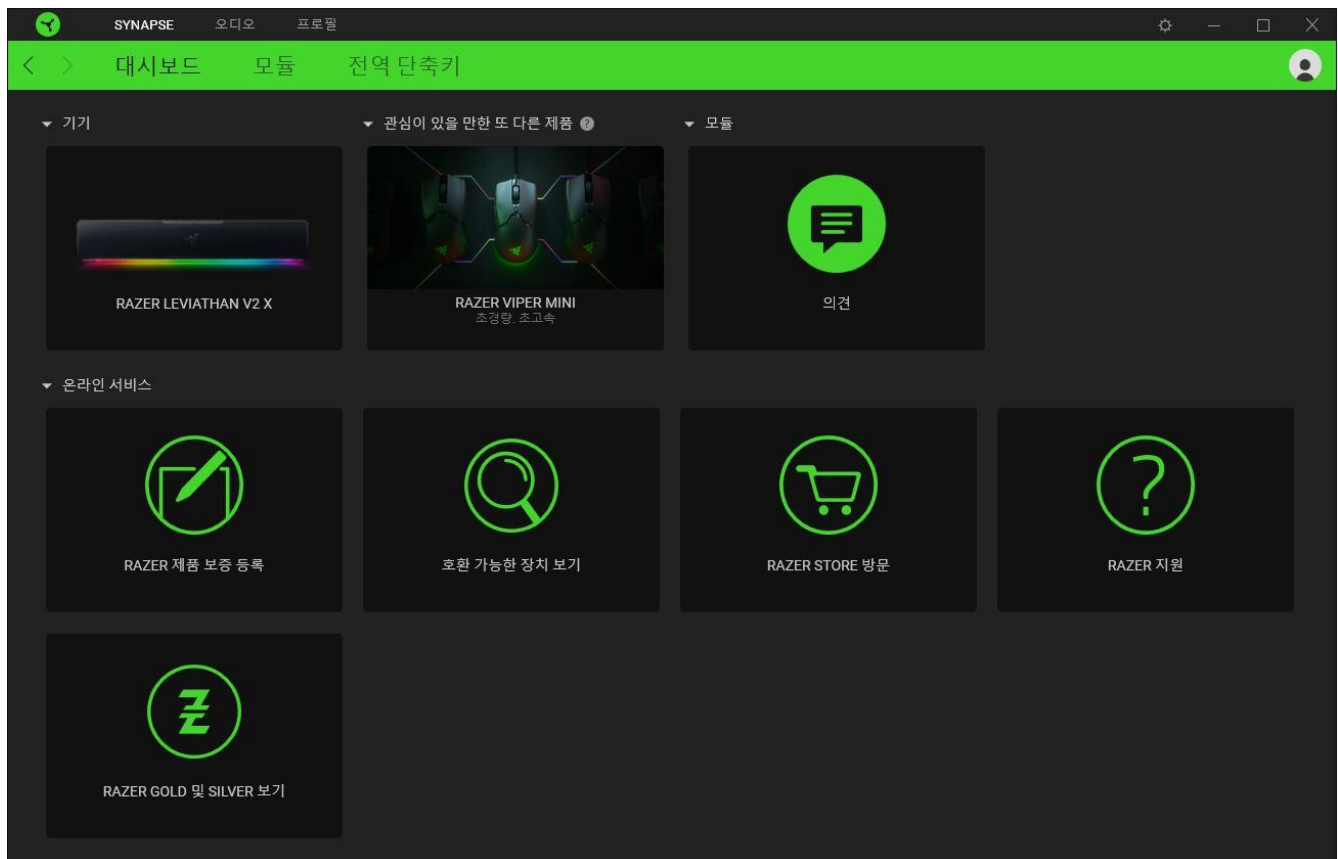 SYNAPSE 오디오 프로필
대시보드 모듈 전역 단축키
기기
관심이 있을 만한 또 다른 제품 ?
모듈
RAZER LEVIATHAN V2 X
RAZER VIPER MINI
초경량. 초고속
의견
온라인 서비스
RAZER 제품 보증 등록
호환 가능한 장치 보기
RAZER STORE 방문
RAZER 지원
RAZER GOLD 및 SILVER 보기